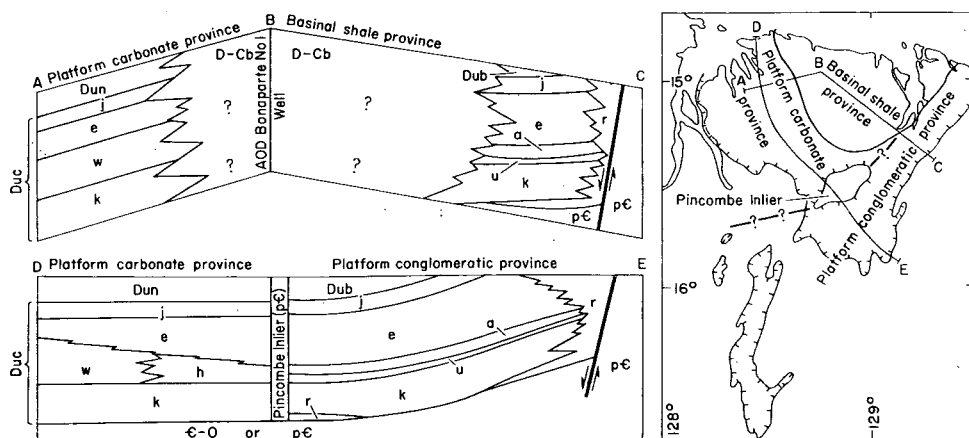 B
Basinal shale province
A Platform carbonate province
D-Cb
D-Cb
AOD Bonaparte No1 Well
C
Dun
j
e
w
k
Duc
?
?
?
?
Dub
j
r
e
a
u
k
p€
p€
D Platform carbonate province
Platform conglomeratic province
E
Dun
j
e
w
h
k
Duc
Pincombe Inlier (p€)
Dub
j
e
a
r
u
k
r
p€
€-O or p€
D
15°
A
B
Basinal shale province
Platform carbonate province
C
Pincombe Inlier
?
? ?
Platform conglomeratic province
E
16°
128°
129°